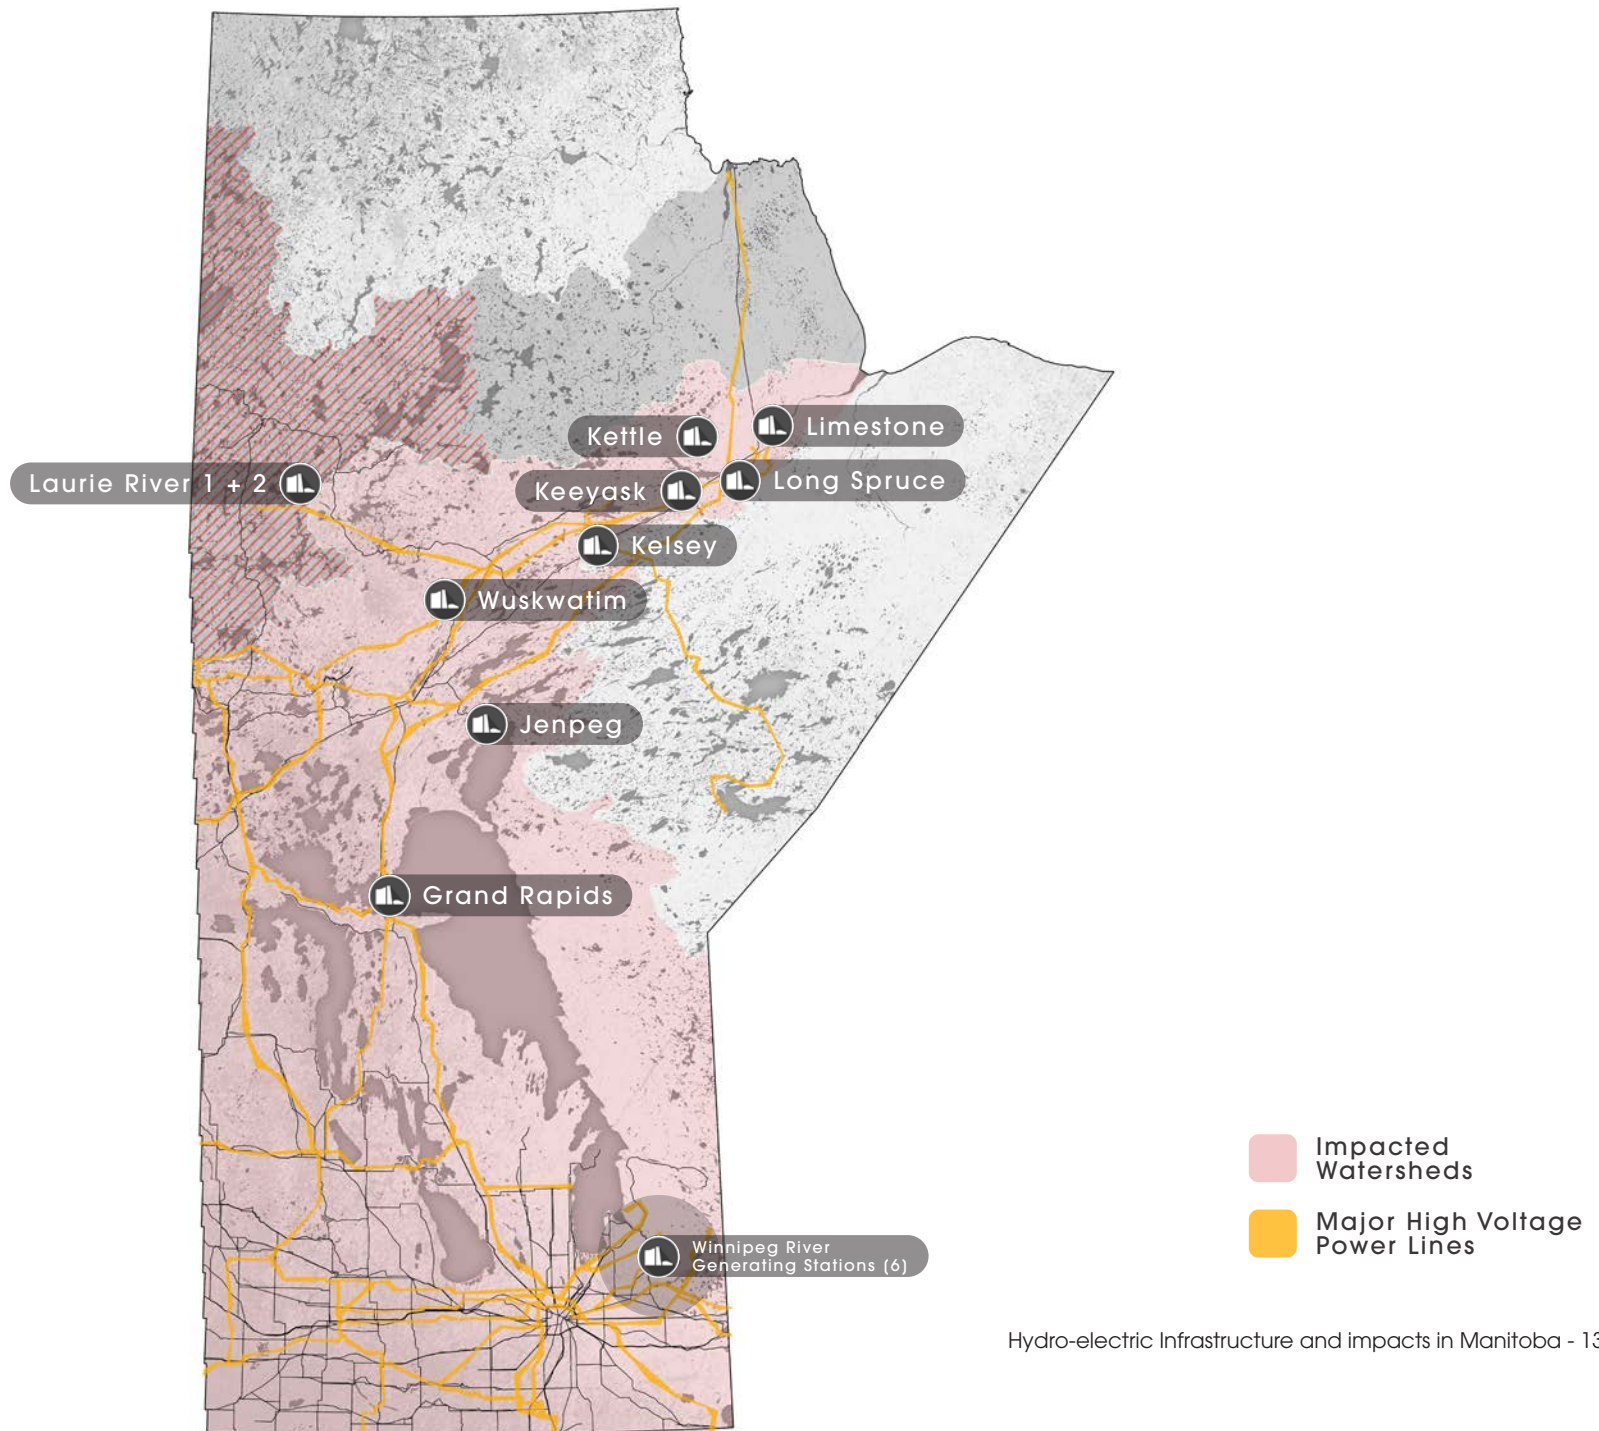 Kettle
Limestone
Laurie River 1 + 2
Keeyask
Long Spruce
Kelsey
Wuskwatim
Jenpeg
Grand Rapids
Winnipeg River
Generating Stations (6)
Impacted
Watersheds
Major High Voltage
Power Lines
Hydro-electric Infrastructure and impacts in Manitoba - 13